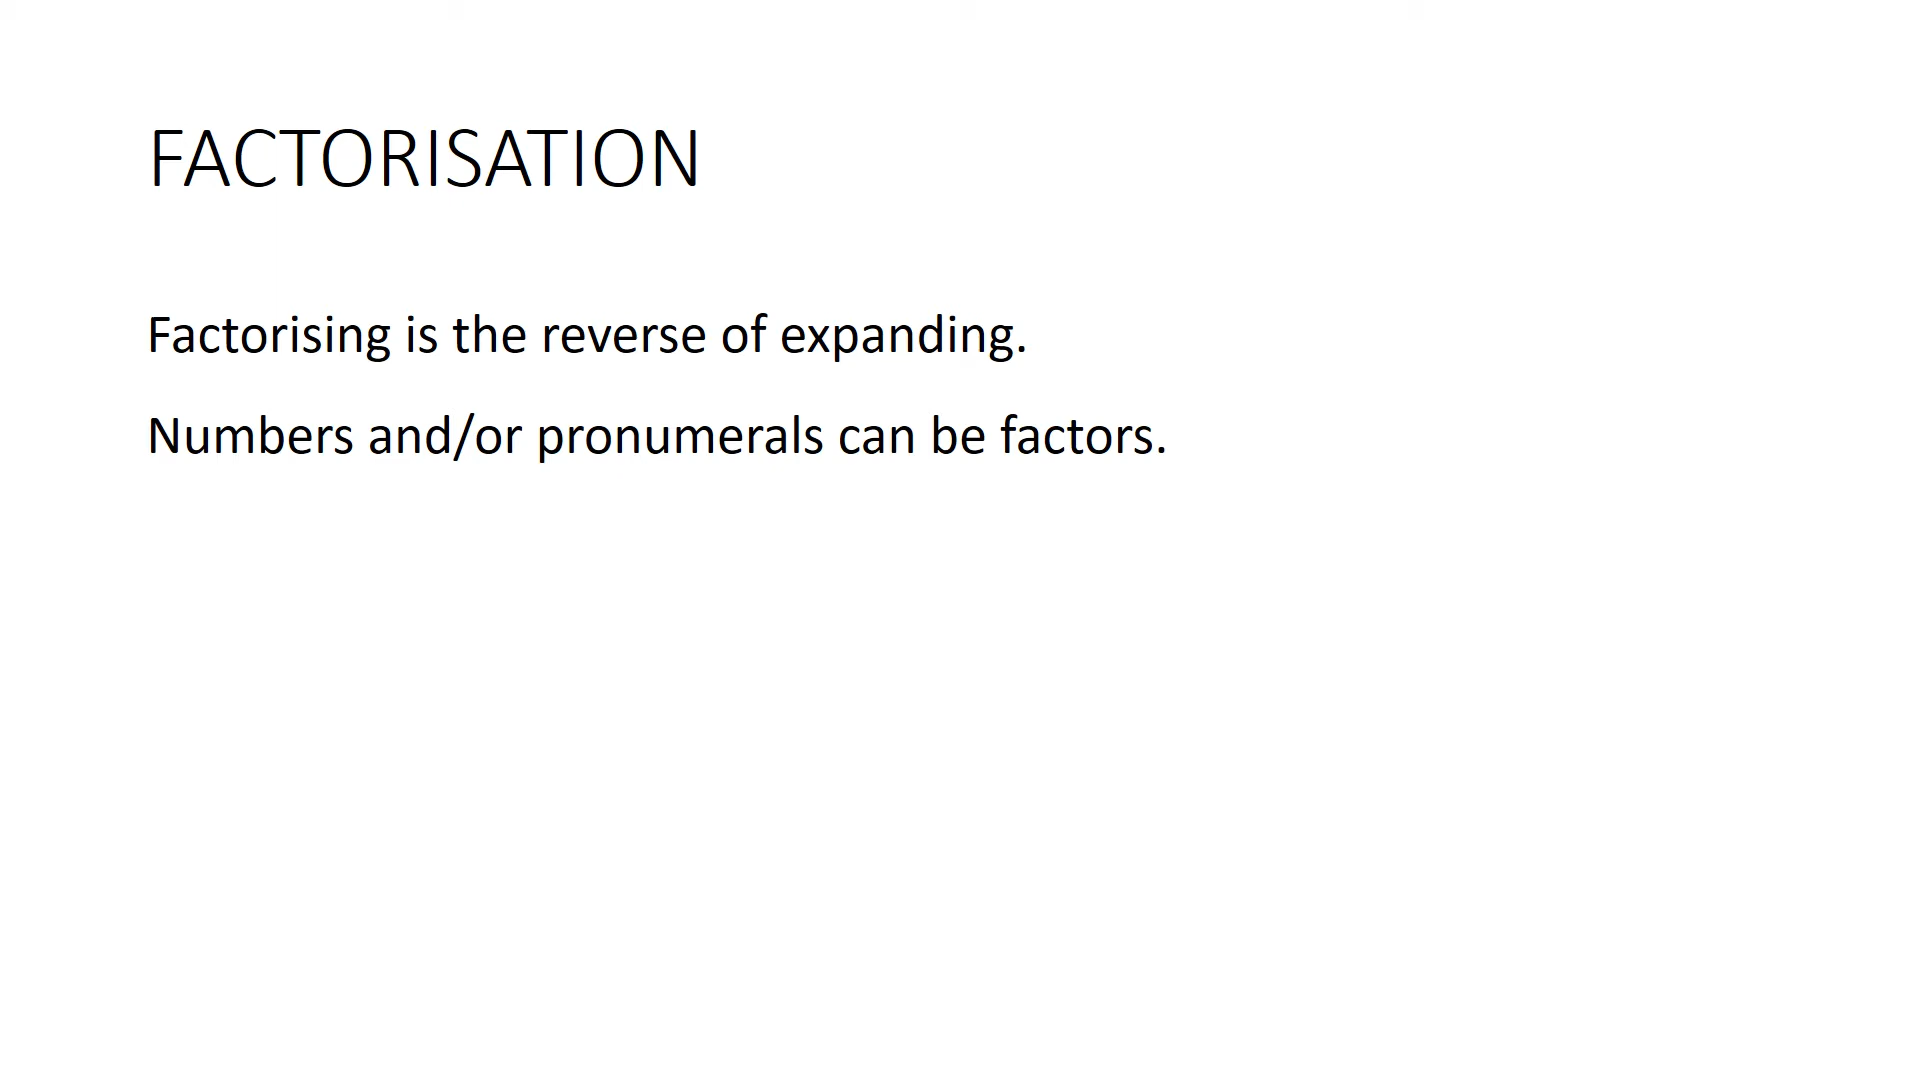 FACTORISATION
Factorising is the reverse of expanding.
Numbers and/or pronumerals can be factors.